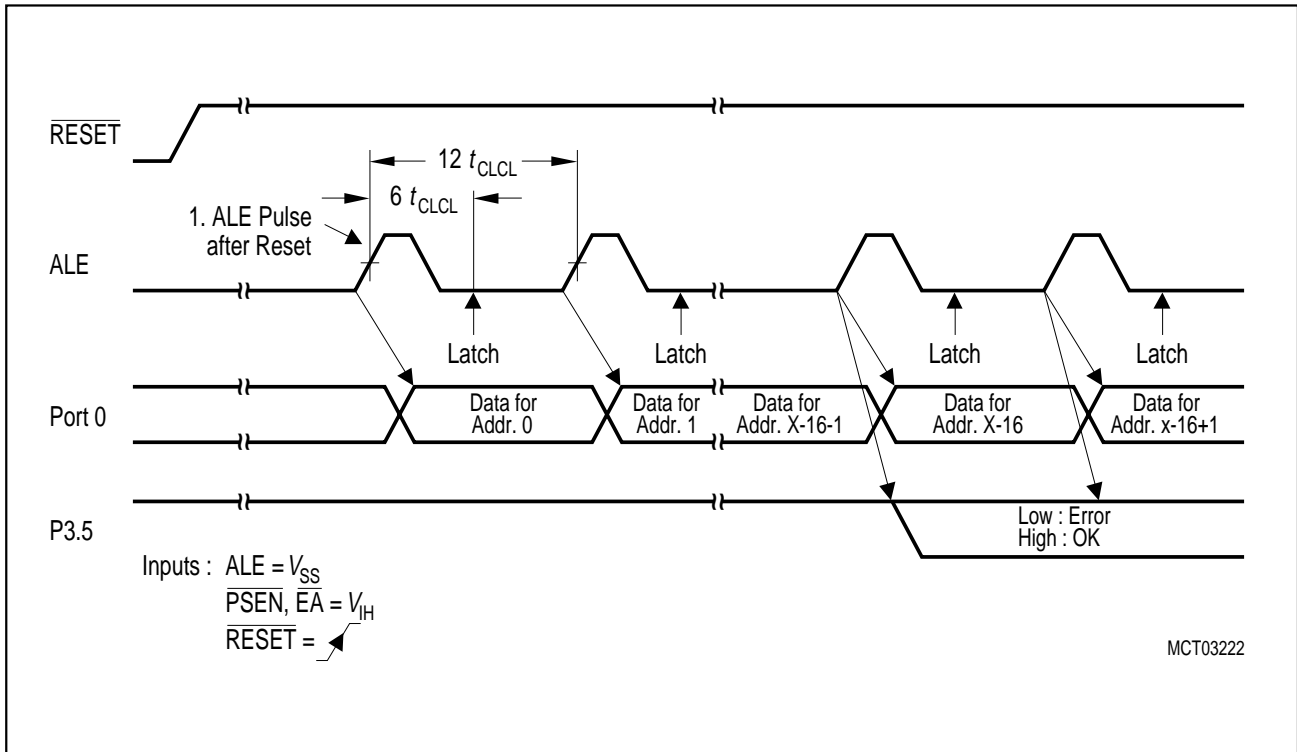 RESET
12 tCLCL
6 tCLCL
1. ALE Pulse
after Reset
ALE
Latch
Latch
Latch
Latch
Port 0
Data for
Addr. 0
Data for
Addr. 1
Data for
Addr. X-16-1
Data for
Addr. X-16
Data for
Addr. x-16+1
P3.5
Low : Error
High : OK
Inputs : ALE = VSS
PSEN, EA = VIH
RESET =
MCT03222